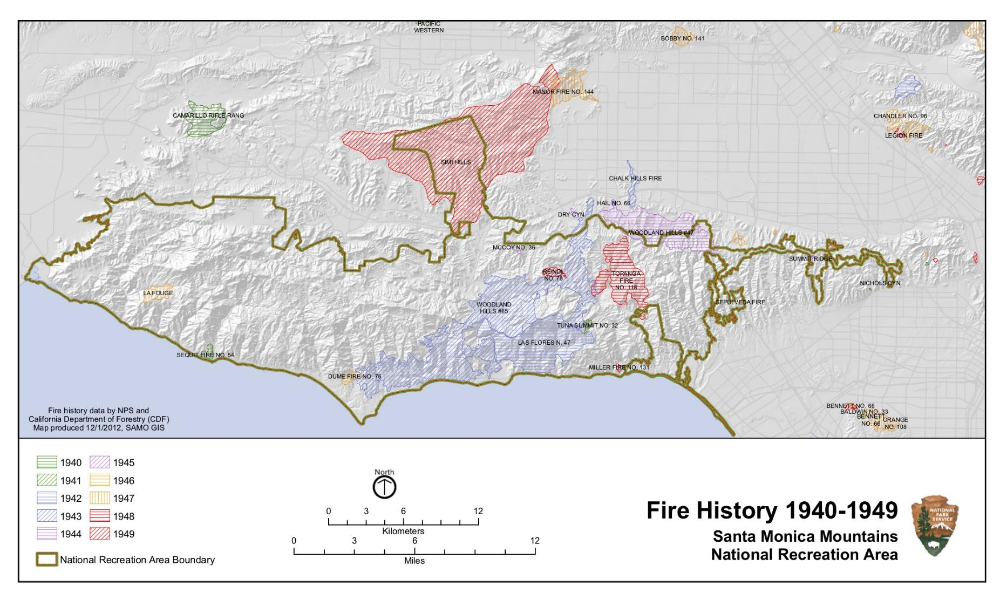 PACIFIC
WESTERN
BOBBY NO. 141
MANOR FIRE NO. 144
CAMARILLO RIFLE RANG
CHANDLER NO. 96
LEGION FIRE
SIMI HILLS
CHALK HILLS FIRE
HAIL NO. 66
DRY CYN
WOODLAND HILLS #47
MCCOY NO. 36
SUMMIT RIDGE
REINDL
NO. 78
TOPANGA
FIRE
NO. 118
NICHOLS CYN
LA FOUGE
SEPULVEDA FIRE
WOODLAND
HILLS #65
TUNA SUMMIT NO. 32
LAS FLORES N. 47
SEQUIT FIRE NO. 54
MILLER FIRE NO. 131
DUME FIRE NO. 76
BENNETT NO. 66
BALDWIN NO. 33
BENNETT
NO. 66
ORANGE
NO. 108
Fire history data by NPS and
California Department of Forestry (CDF)
Map produced 12/1/2012, SAMO GIS
1940
1941
1942
1943
1944
1945
1946
1947
1948
1949
National Recreation Area Boundary
North
0 3 6 12
Kilometers
0 3 6 12
Miles
Fire History 1940-1949
Santa Monica Mountains
National Recreation Area
NATIONAL
PARK
SERVICE